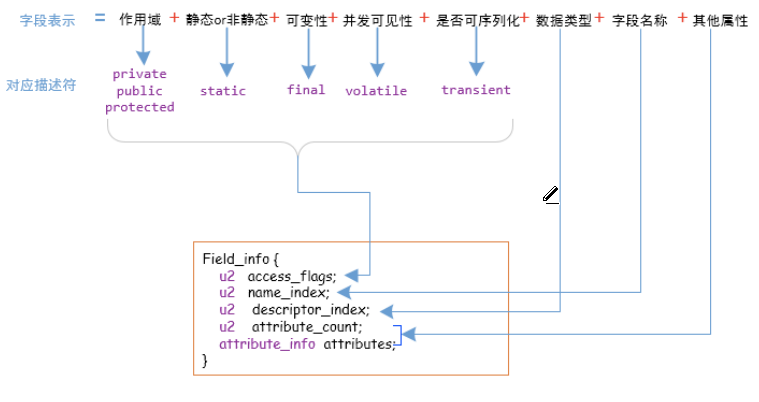 字段表示 = 作用域 + 静态or非静态 + 可变性 + 并发可见性 + 是否可序列化 + 数据类型 + 字段名称 + 其他属性
对应描述符
private
public
protected
static
final
volatile
transient
Field_info {
u2 access_flags;
u2 name_index;
u2 descriptor_index;
u2 attribute_count;
attribute_info attributes;
}